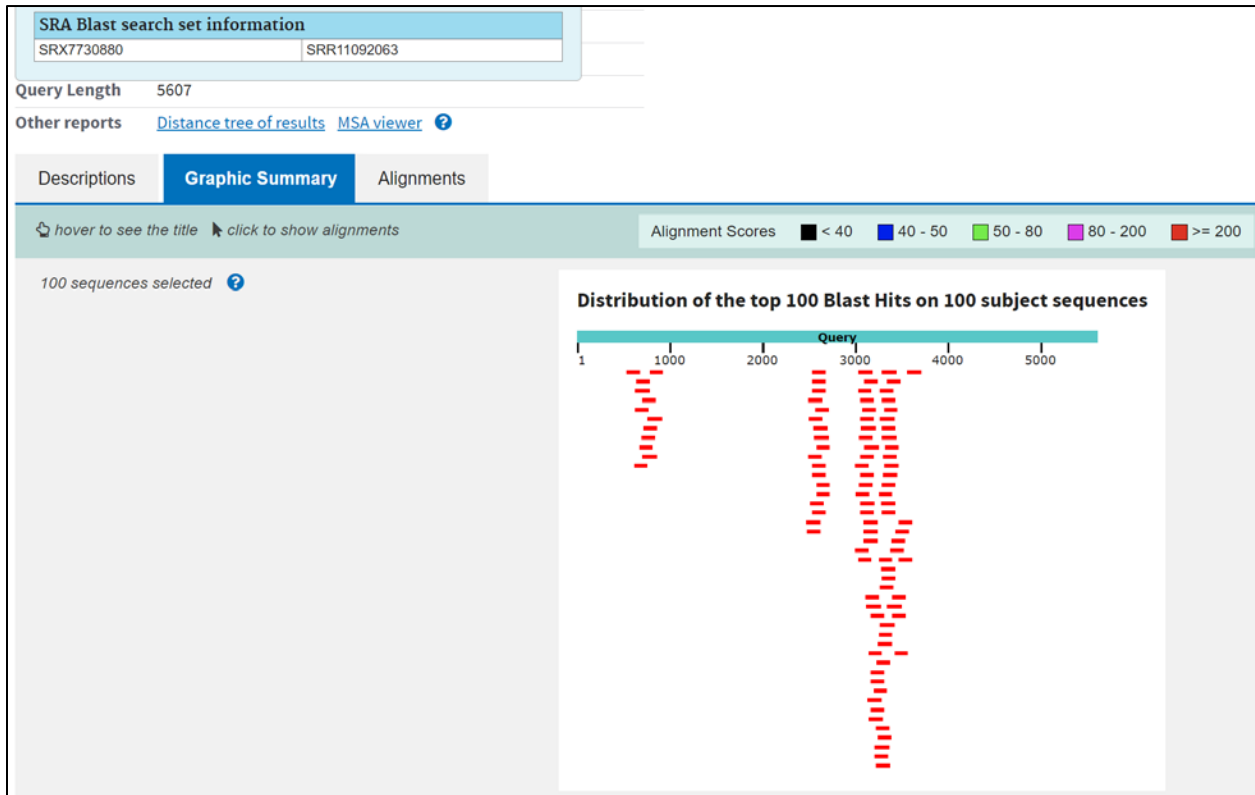 SRA Blast search set information
SRX7730880 SRR11092063
Query Length 5607
Other reports Distance tree of results MSA viewer ?
Descriptions Graphic Summary Alignments
hover to see the title click to show alignments Alignment Scores < 40 40 - 50 50 - 80 80 - 200 >= 200
100 sequences selected ?
Distribution of the top 100 Blast Hits on 100 subject sequences
Query
1 1000 2000 3000 4000 5000